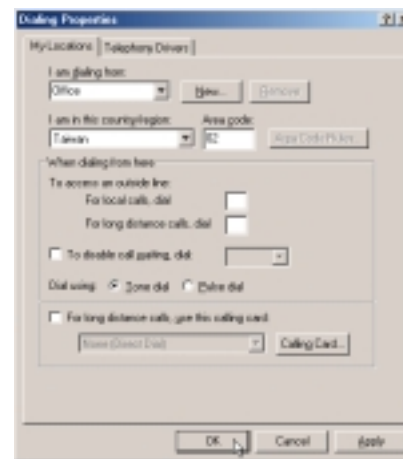 Dialing Properties
My Locations | Telephony Drivers
I am dialing from:
Office
New...
Remove
I am in this country/region:
Area code:
Taiwan
02
Area Code Rules...
When dialing from here
To access an outside line:
For local calls, dial
For long distance calls, dial
To disable call waiting, dial:
Dial using: Tone dial Pulse dial
For long distance calls, use this calling card:
None (Direct Dial)
Calling Card...
OK
Cancel
Apply